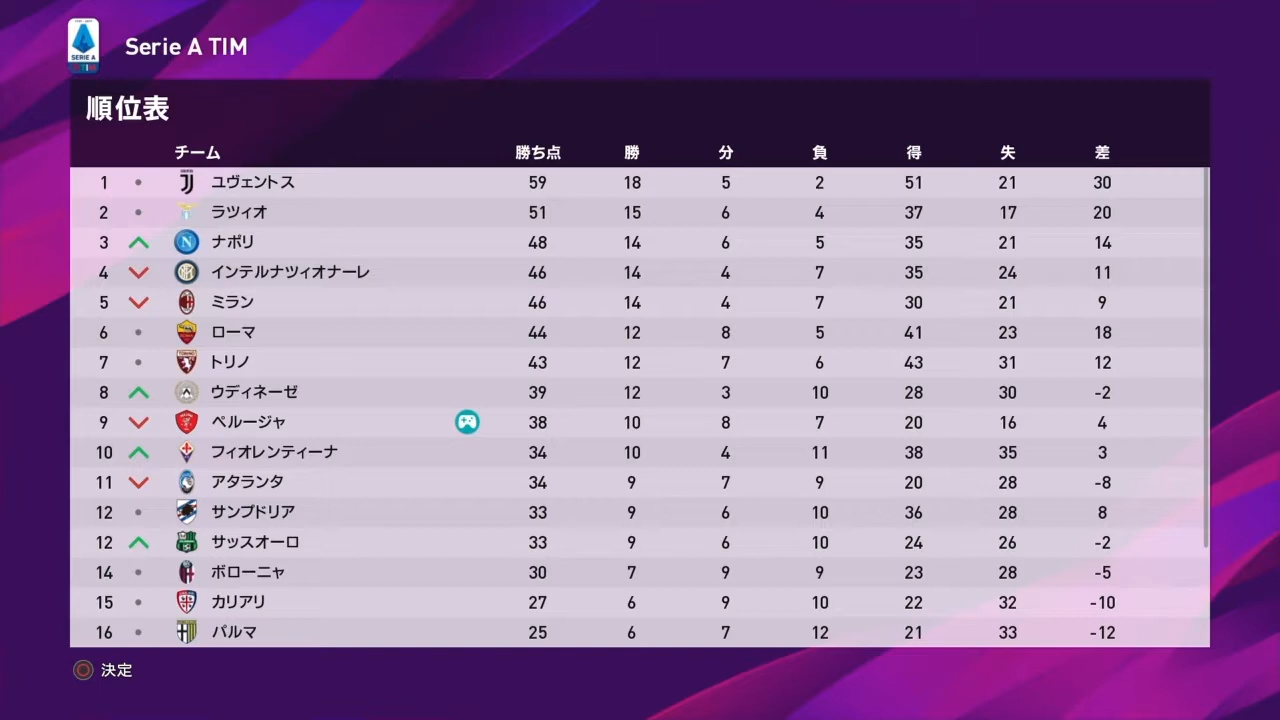 SERIE A
TIM
Serie A TIM
順位表
チーム 勝ち点 勝 分 負 得 失 差
1 ユヴェントス 59 18 5 2 51 21 30
2 ラツィオ 51 15 6 4 37 17 20
3 ナポリ 48 14 6 5 35 21 14
4 インテルナツィオナーレ 46 14 4 7 35 24 11
5 ミラン 46 14 4 7 30 21 9
6 ローマ 44 12 8 5 41 23 18
7 トリノ 43 12 7 6 43 31 12
8 ウディネーゼ 39 12 3 10 28 30 -2
9 ペルージャ 38 10 8 7 20 16 4
10 フィオレンティーナ 34 10 4 11 38 35 3
11 アタランタ 34 9 7 9 20 28 -8
12 サンプドリア 33 9 6 10 36 28 8
12 サッスオーロ 33 9 6 10 24 26 -2
14 ボローニャ 30 7 9 9 23 28 -5
15 カリアリ 27 6 9 10 22 32 -10
16 パルマ 25 6 7 12 21 33 -12
決定